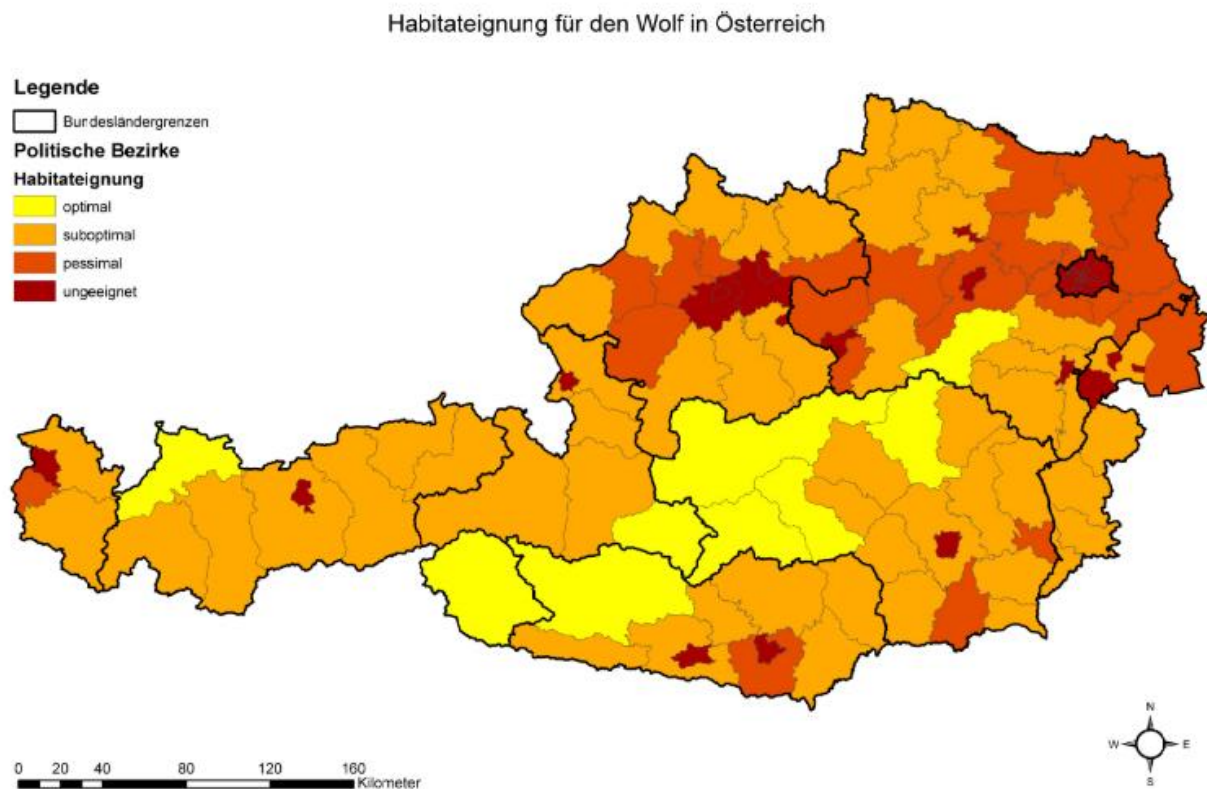 Habitateignung für den Wolf in Österreich
Legende
Bundesländergrenzen
Politische Bezirke
Habitateignung
optimal
suboptimal
pessimal
ungeeignet
N
W E
S
0 20 40 80 120 160
Kilometer